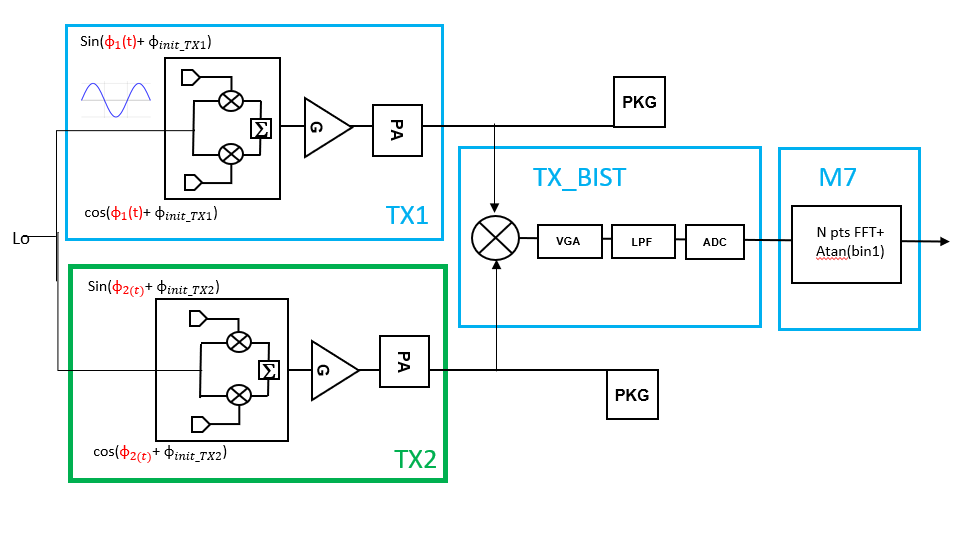 Sin(ϕ1(t)+ ϕinit_TX1)
Σ
G
PA
cos(ϕ1(t)+ ϕinit_TX1)
TX1
PKG
Lo
TX_BIST
VGA
LPF
ADC
M7
N pts FFT+
Atan(bin1)
Sin(ϕ2(t)+ ϕinit_TX2)
Σ
G
PA
cos(ϕ2(t)+ ϕinit_TX2)
TX2
PKG